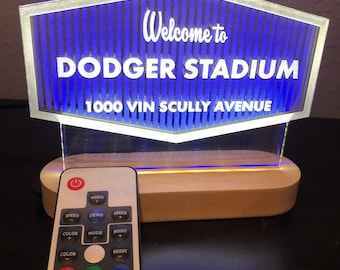 Welcome to
DODGER STADIUM
1000 VIN SCULLY AVENUE
MODE
+
SPEED DEMO SPEED
- +
COLOR MODE BRIGHT
+ - +
COLOR BRIGHT
- -